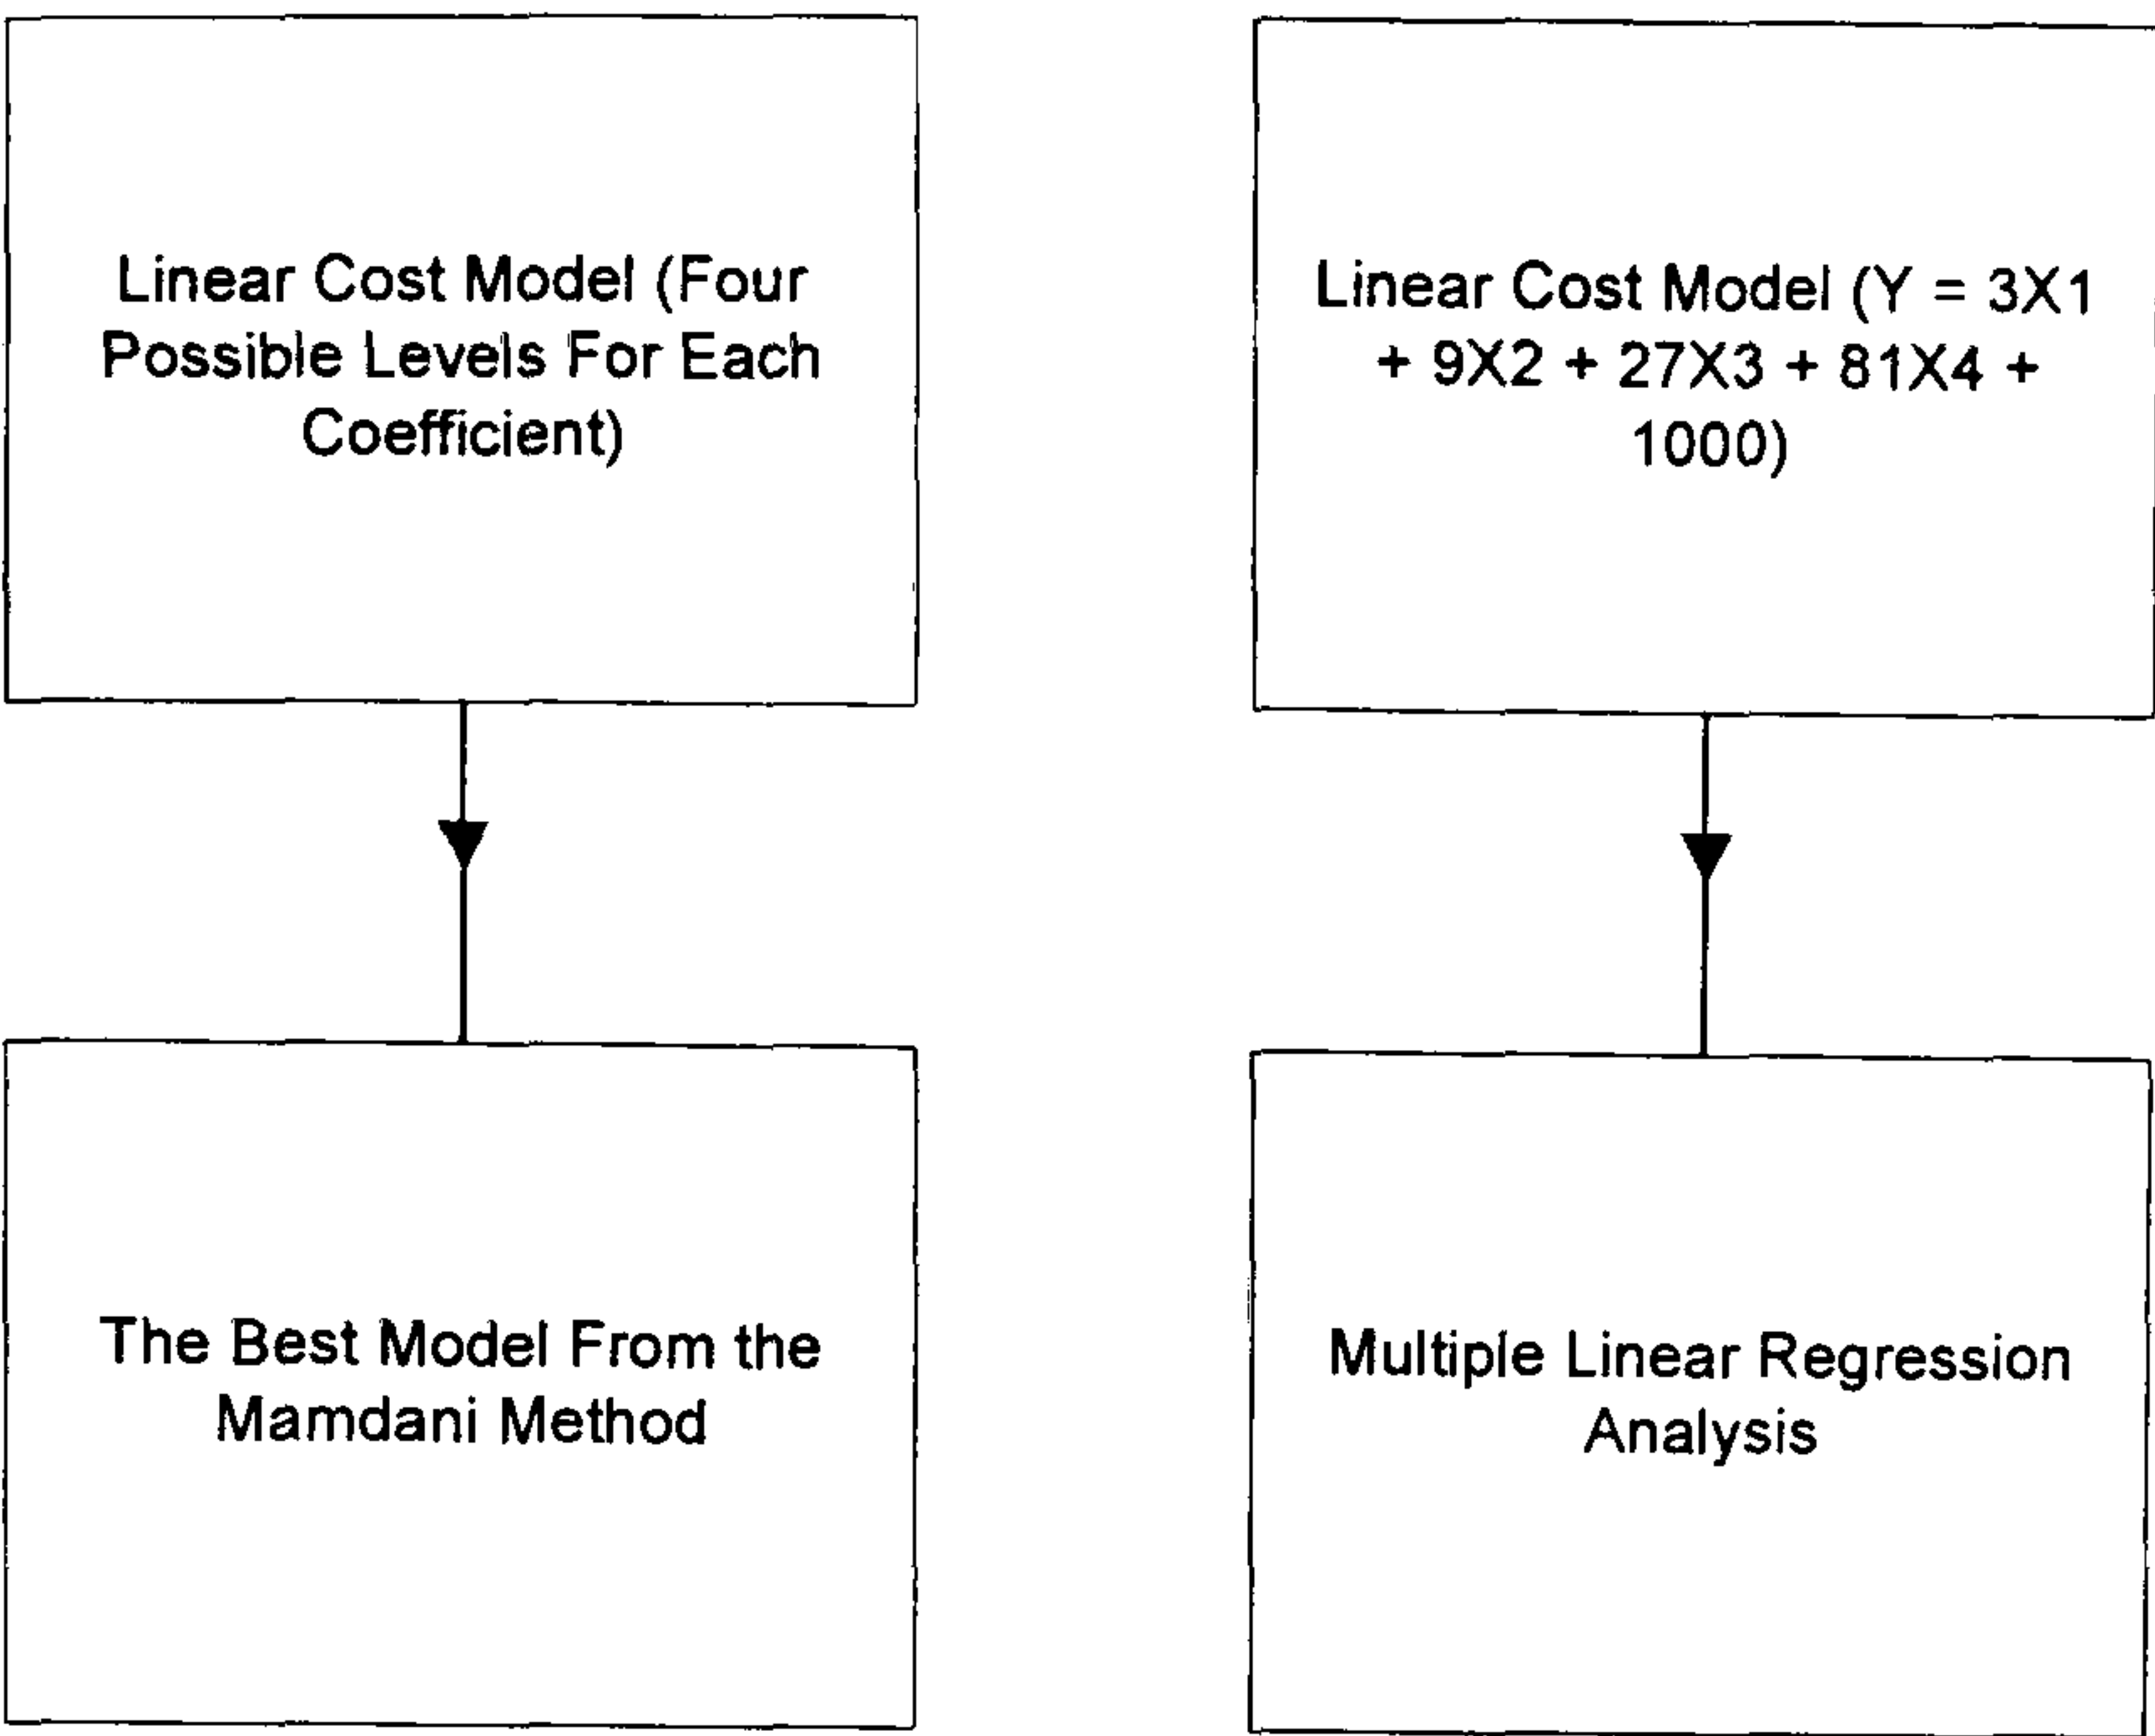 Linear Cost Model (Four
Possible Levels For Each
Coefficient)
Linear Cost Model (Y = 3X1
+ 9X2 + 27X3 + 81X4 +
1000)
The Best Model From the
Mamdani Method
Multiple Linear Regression
Analysis